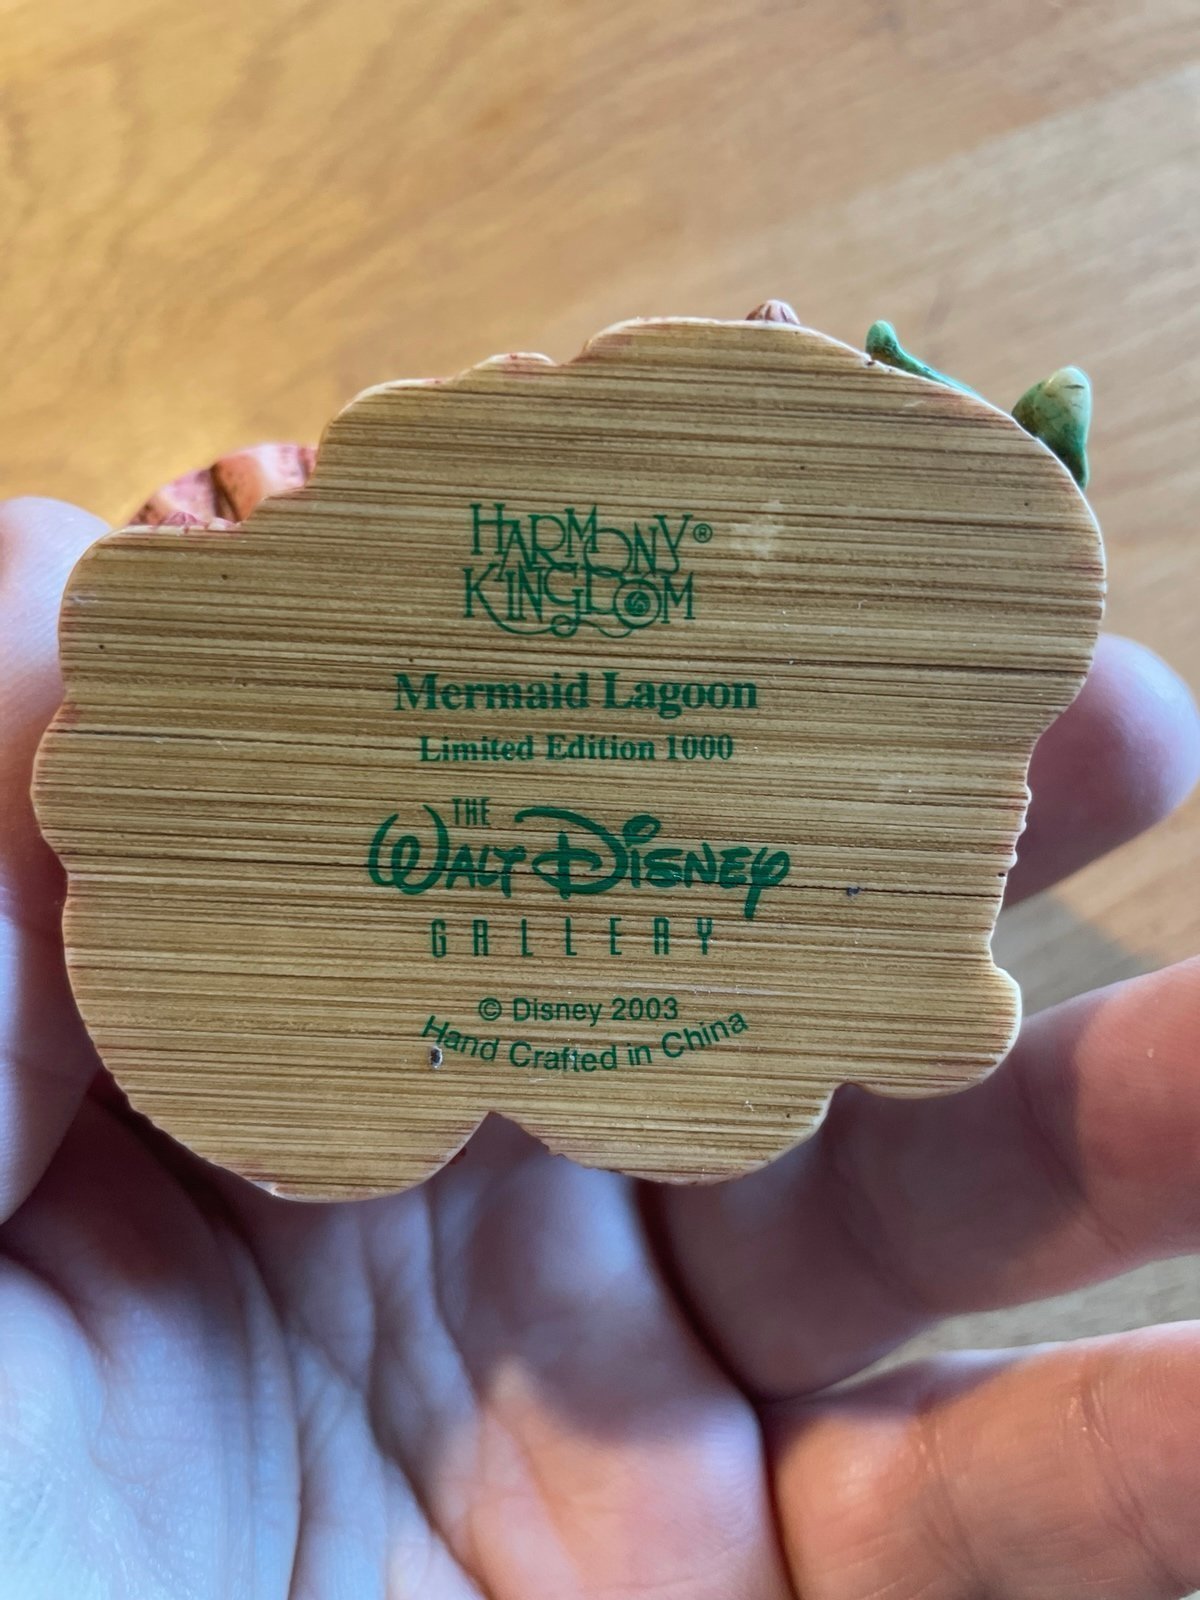 HARMONY®
KINGDOM
Mermaid Lagoon
Limited Edition 1000
THE
WALT DISNEY
GALLERY
© Disney 2003
Hand Crafted in China